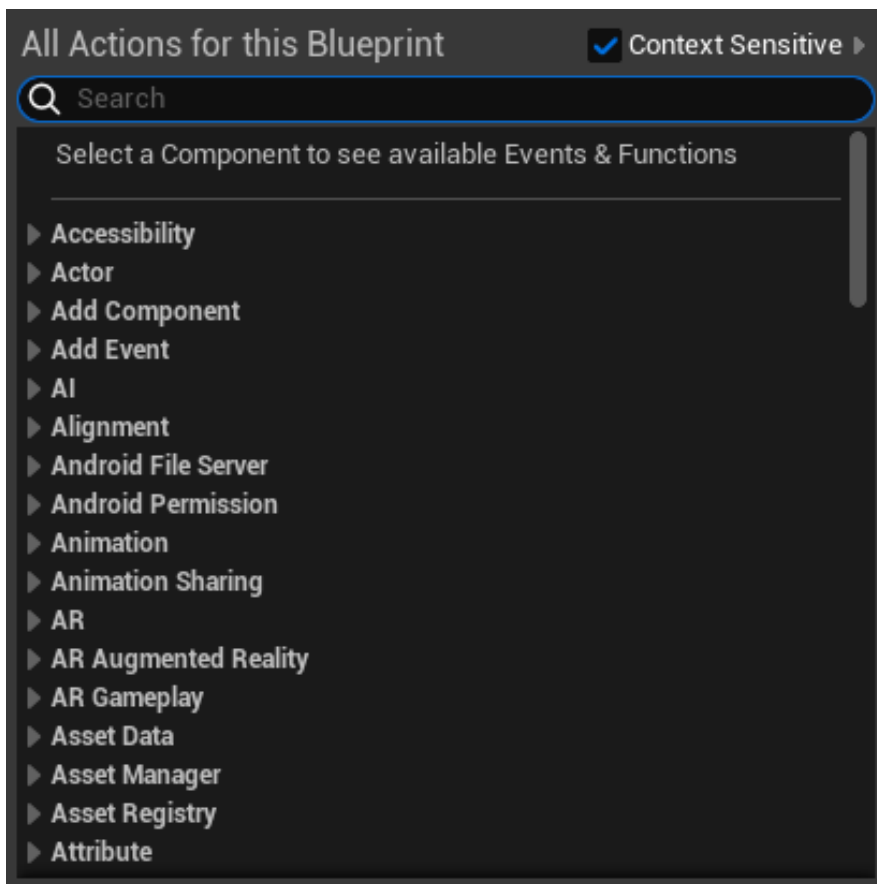 All Actions for this Blueprint
Context Sensitive
Search
Select a Component to see available Events & Functions
Accessibility
Actor
Add Component
Add Event
AI
Alignment
Android File Server
Android Permission
Animation
Animation Sharing
AR
AR Augmented Reality
AR Gameplay
Asset Data
Asset Manager
Asset Registry
Attribute